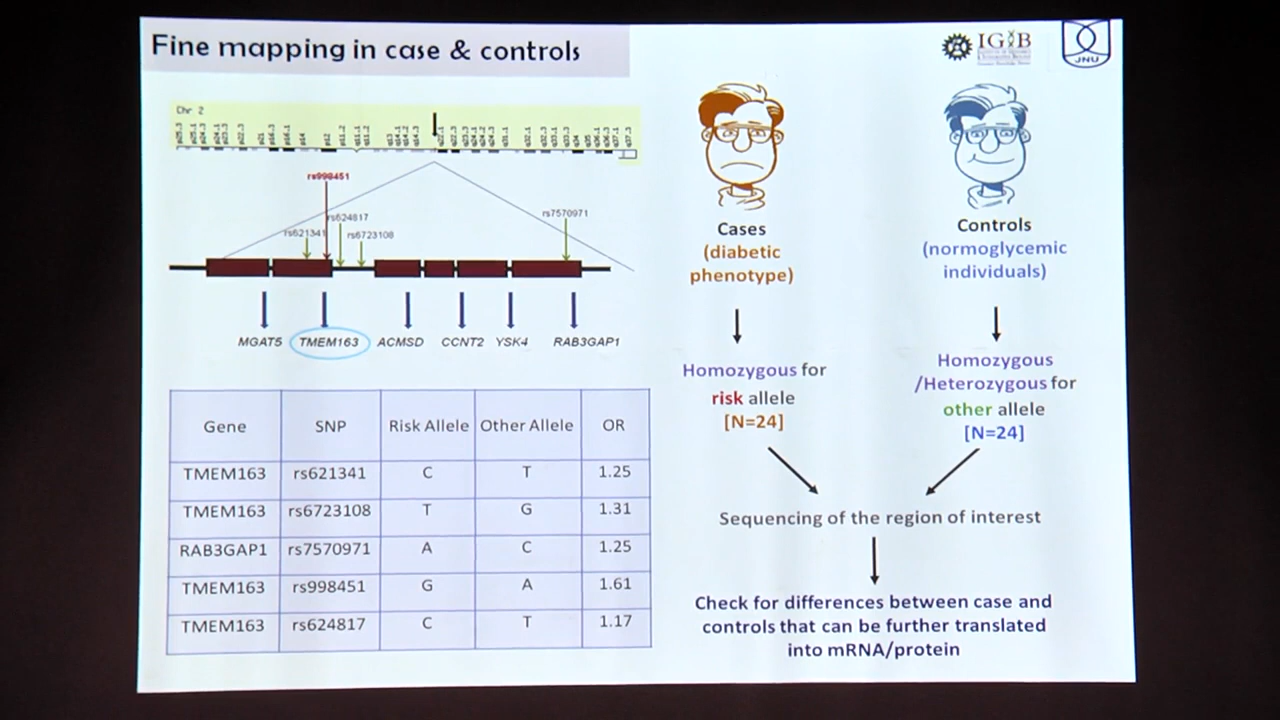 Fine mapping in case & controls
IGIB
JNU
Chr 2
rs998451
rs624817
rs7570971
rs621341
rs6723108
MGAT5 TMEM163 ACMSD CCNT2 YSK4 RAB3GAP1
Gene SNP Risk Allele Other Allele OR
TMEM163 rs621341 C T 1.25
TMEM163 rs6723108 T G 1.31
RAB3GAP1 rs7570971 A C 1.25
TMEM163 rs998451 G A 1.61
TMEM163 rs624817 C T 1.17
Cases
(diabetic
phenotype)
Homozygous for
risk allele
[N=24]
Controls
(normoglycemic
individuals)
Homozygous
/Heterozygous for
other allele
[N=24]
Sequencing of the region of interest
Check for differences between case and
controls that can be further translated
into mRNA/protein